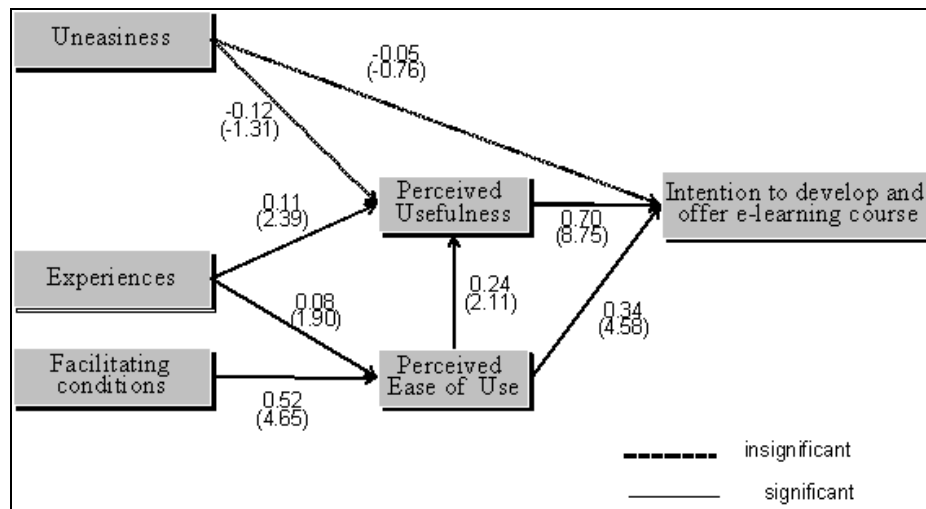 Uneasiness
-0.05
(-0.76)
-0.12
(-1.31)
Perceived
Usefulness
Intention to develop and
offer e-learning course
0.11
(2.39)
0.70
(8.75)
Experiences
0.24
(2.11)
0.08
(1.90)
0.34
(4.58)
Facilitating
conditions
Perceived
Ease of Use
0.52
(4.65)
insignificant
significant